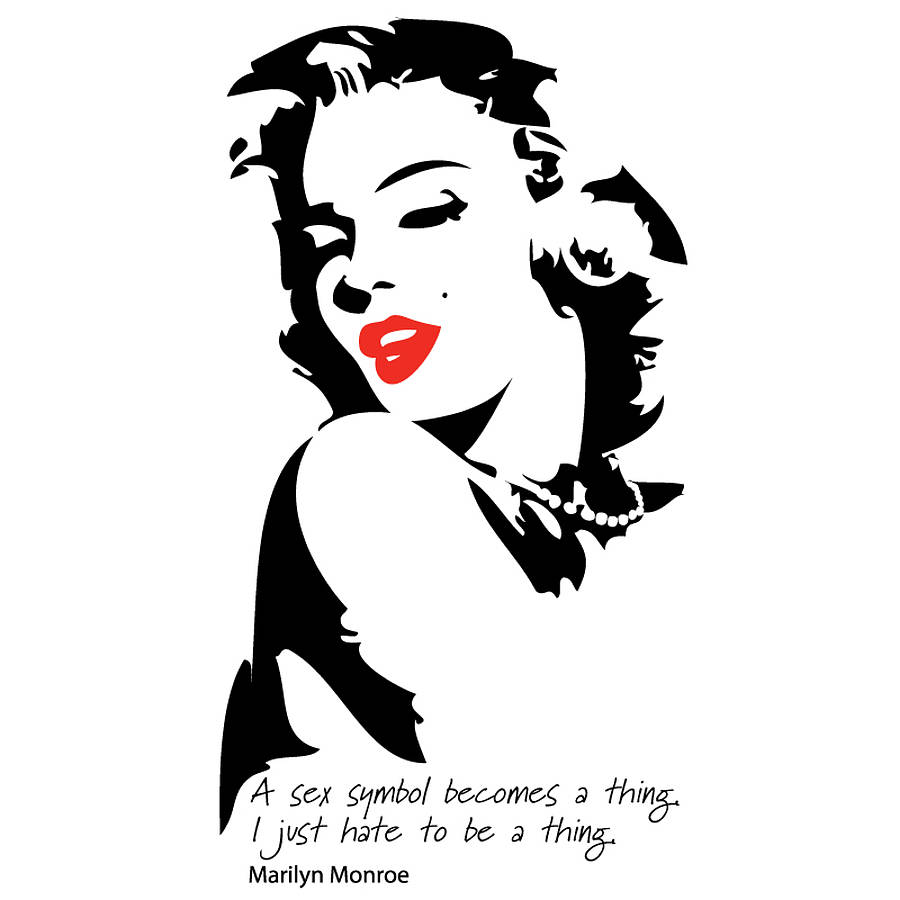 A sex symbol becomes a thing.
I just hate to be a thing.
Marilyn Monroe